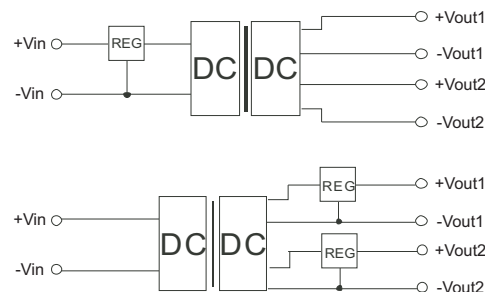 +Vout1
+Vin REG
DC DC
-Vout1
+Vout2
-Vin
-Vout2
REG +Vout1
+Vin
-Vout1
DC DC
REG +Vout2
-Vin
-Vout2